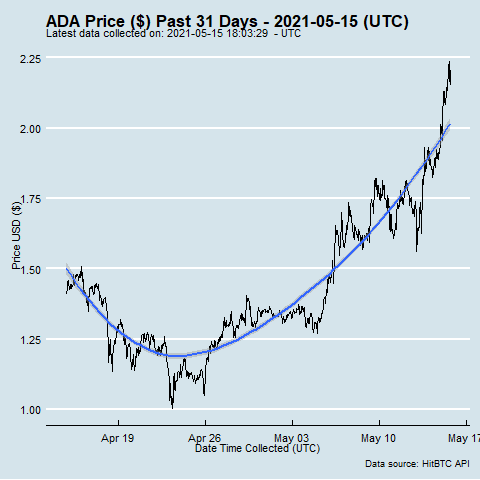 ADA Price ($) Past 31 Days - 2021-05-15 (UTC)
Latest data collected on: 2021-05-15 18:03:29 - UTC
2.25
2.00
1.75
1.50
1.25
1.00
Price USD ($)
Apr 19 Apr 26 May 03 May 10 May 17
Date Time Collected (UTC)
Data source: HitBTC API